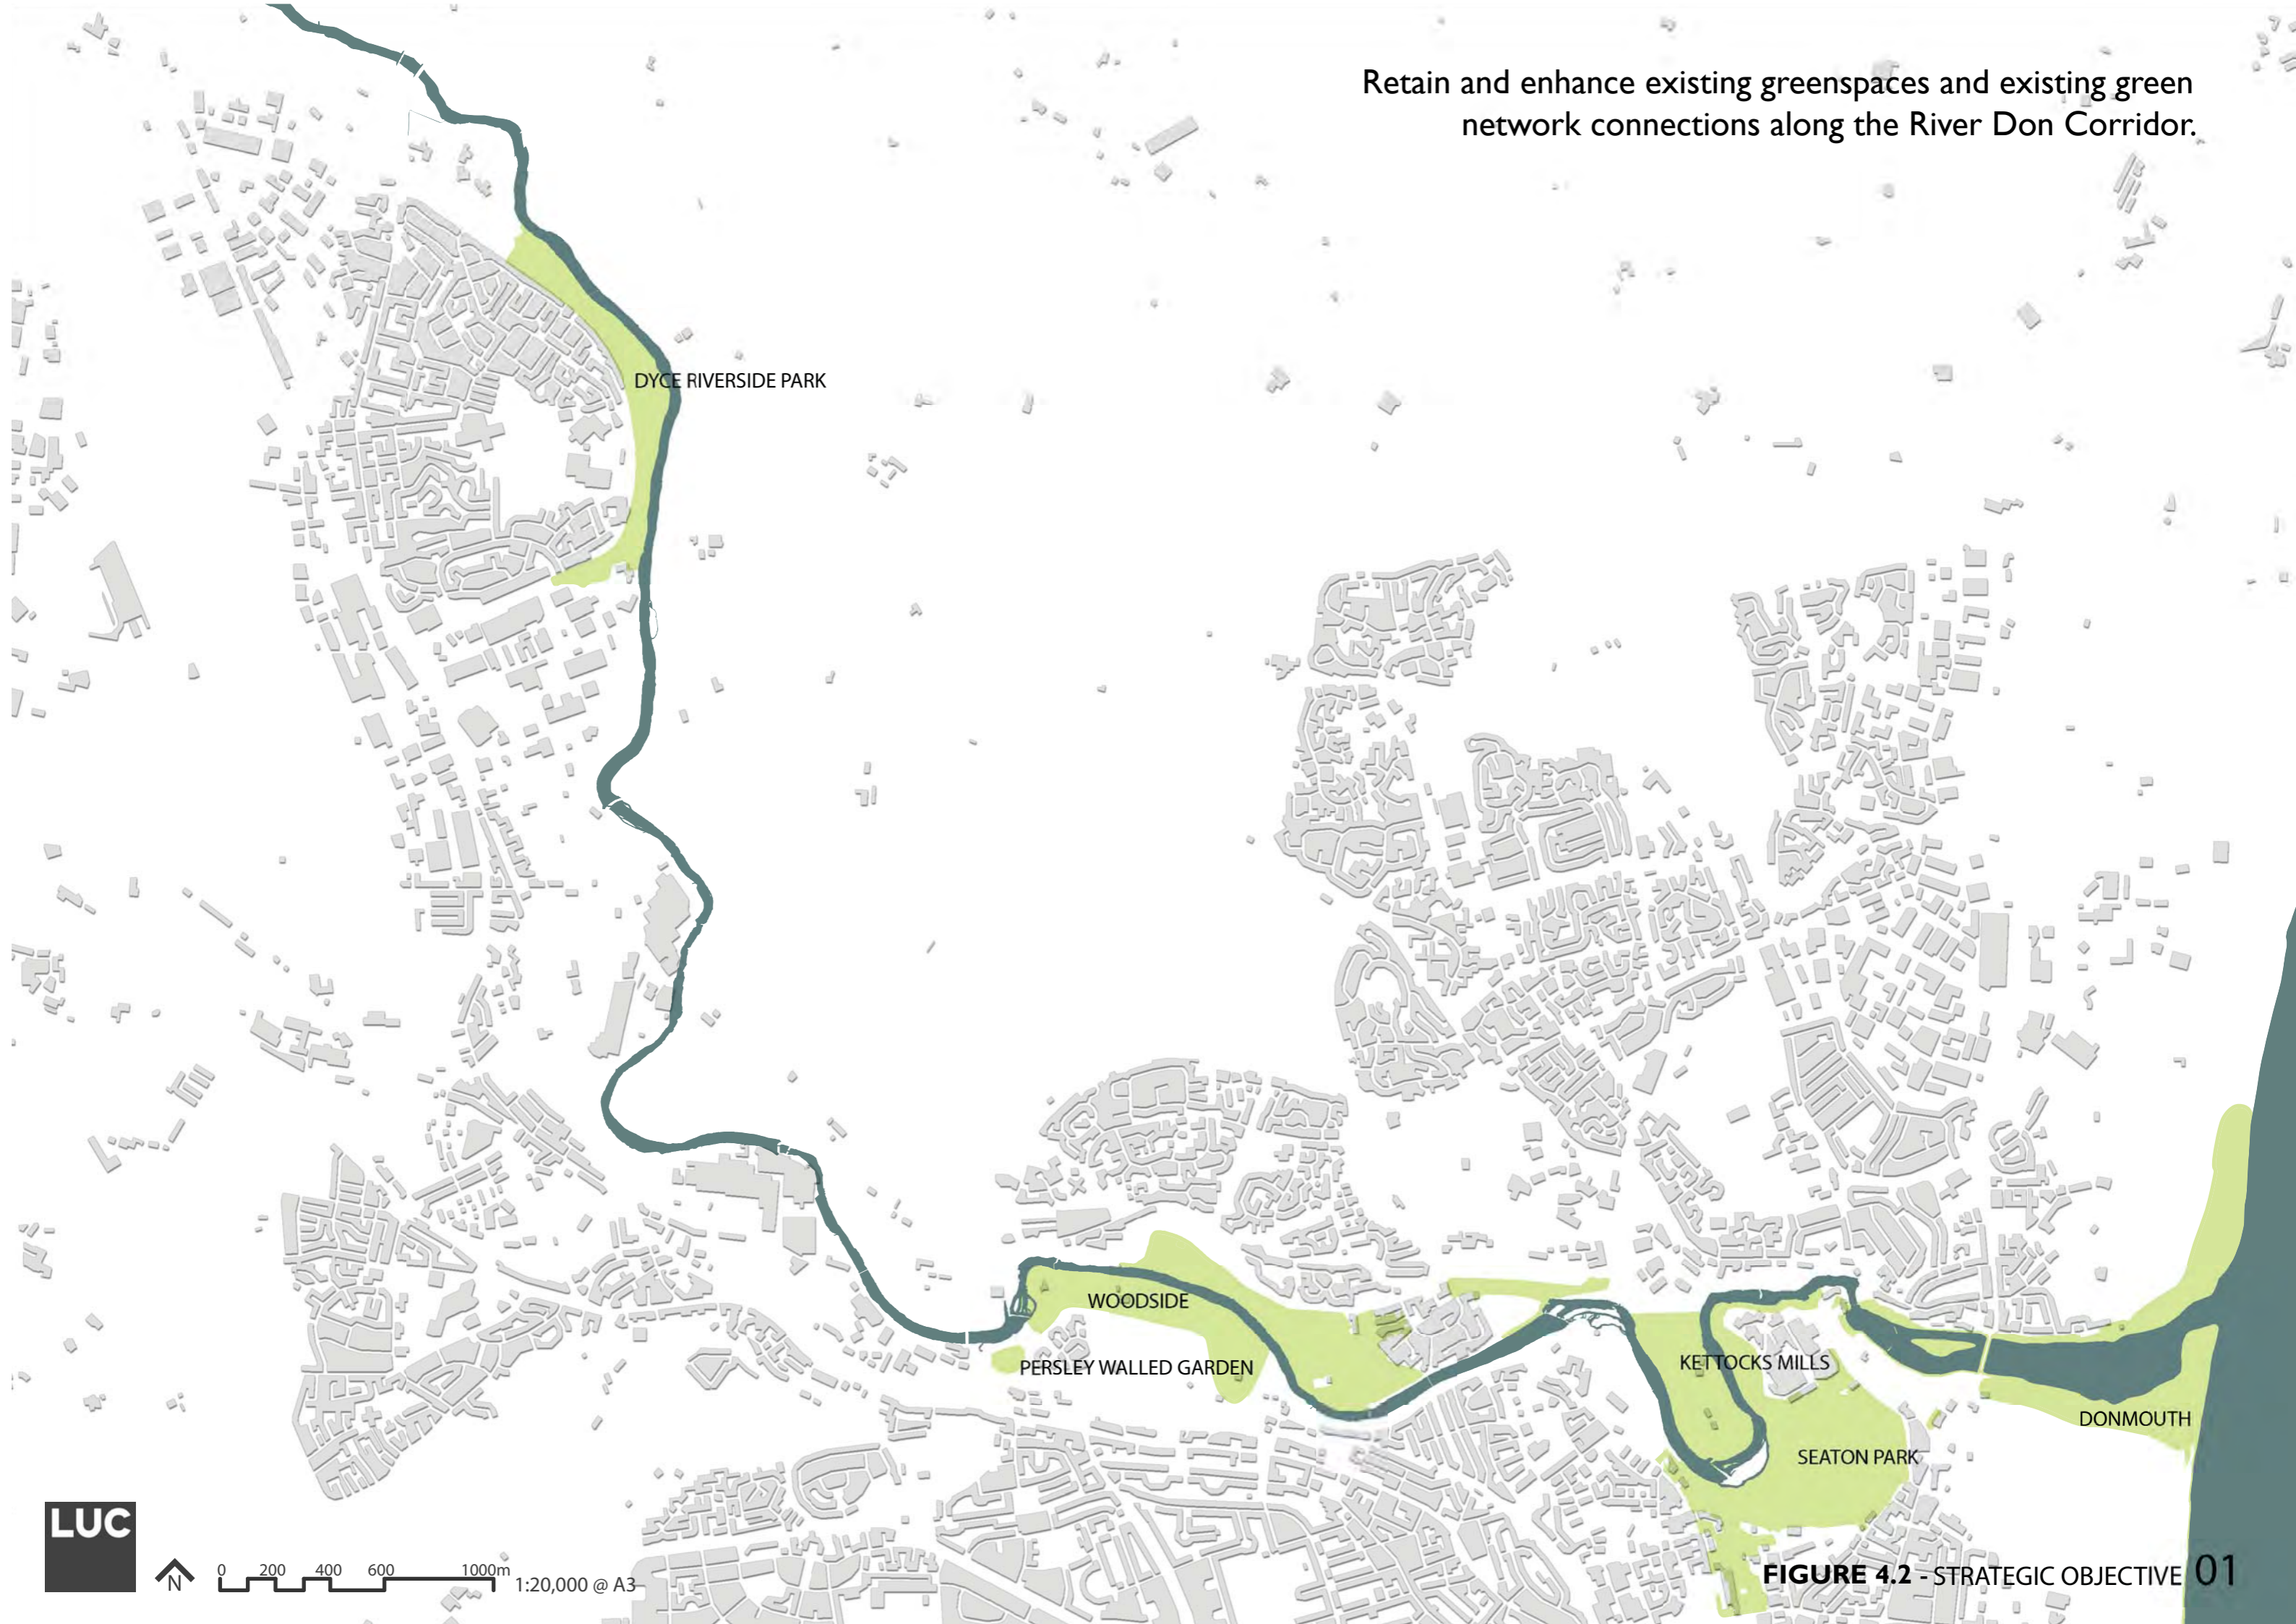 Retain and enhance existing greenspaces and existing green
network connections along the River Don Corridor.
DYCE RIVERSIDE PARK
WOODSIDE
PERSLEY WALLED GARDEN
KETTOCKS MILLS
DONMOUTH
SEATON PARK
LUC
N
0 200 400 600 1000m
1:20,000 @ A3
FIGURE 4.2 - STRATEGIC OBJECTIVE 01